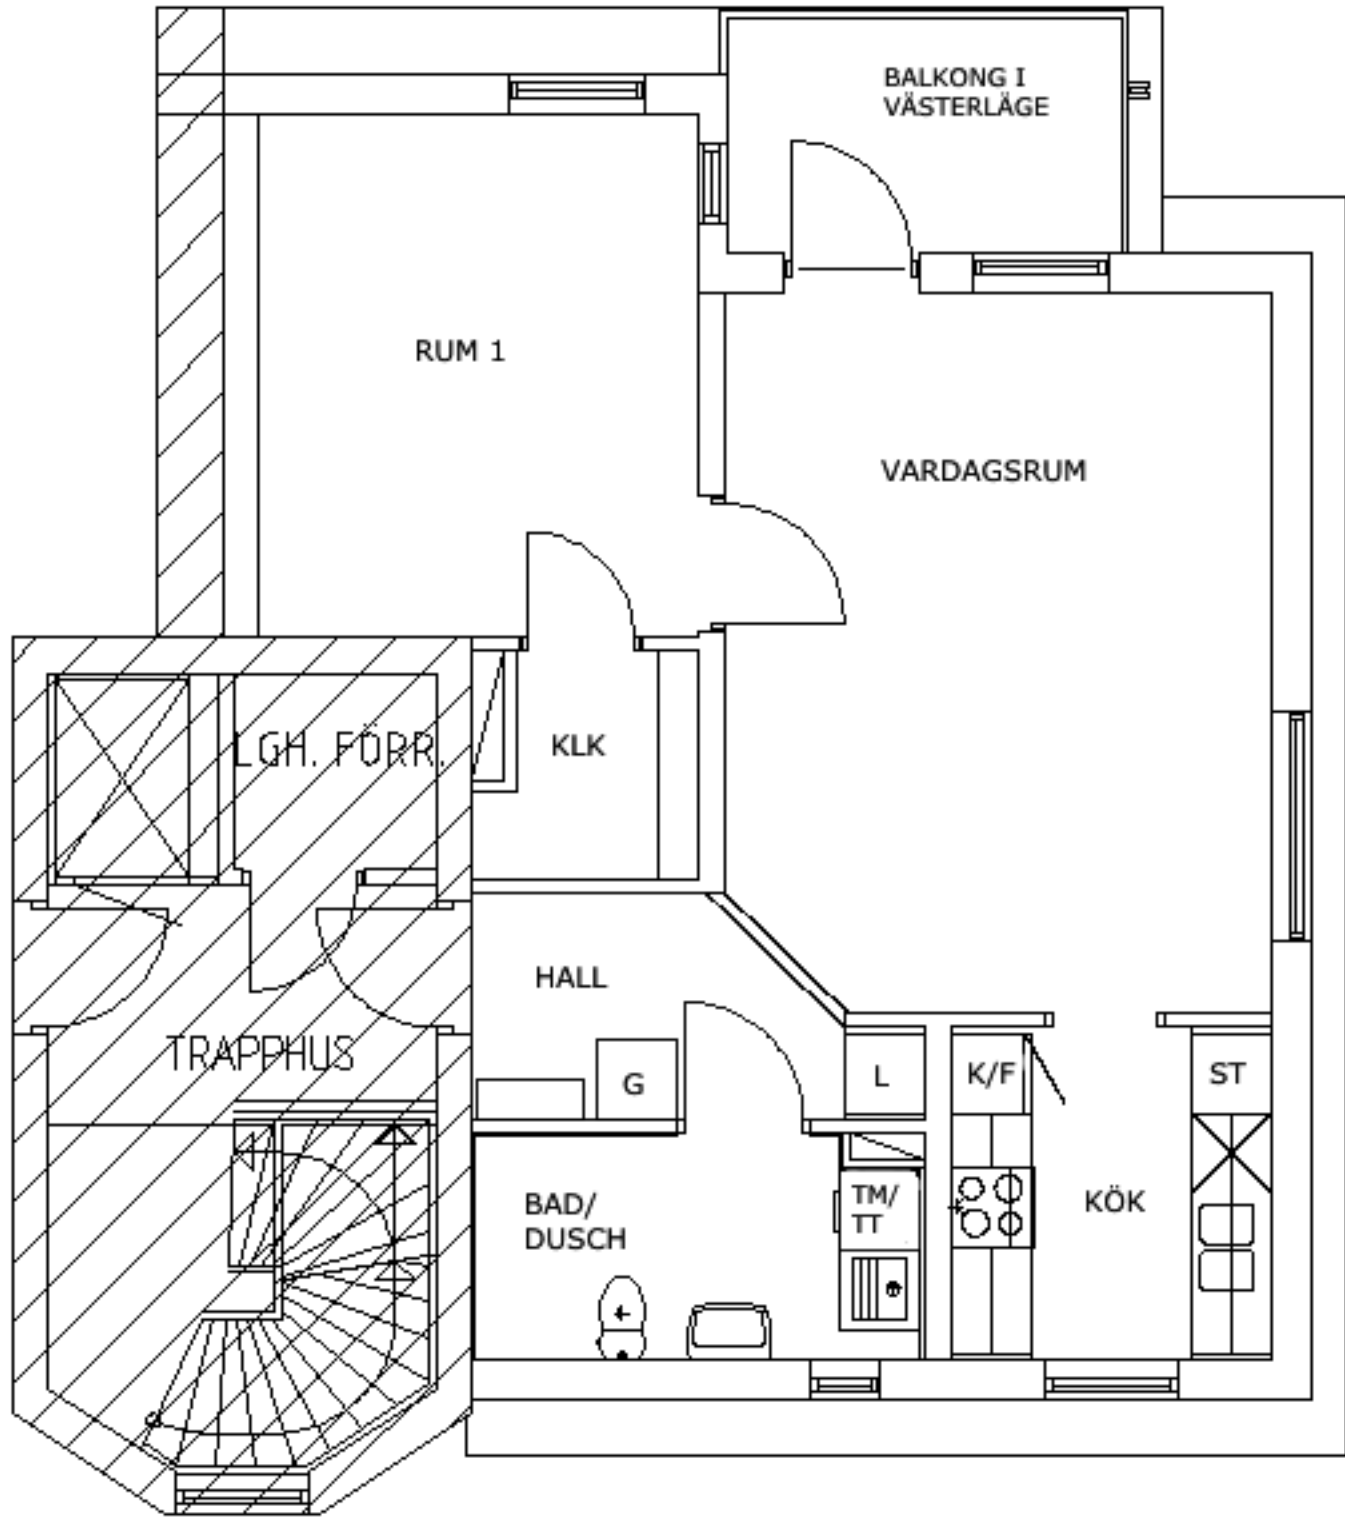 BALKONG I
VÄSTERLÄGE
RUM 1
VARDAGSRUM
LGH. FÖRR.
KLK
HALL
TRAPPHUS
G
L
K/F
ST
BAD/
DUSCH
TM/
TT
KÖK